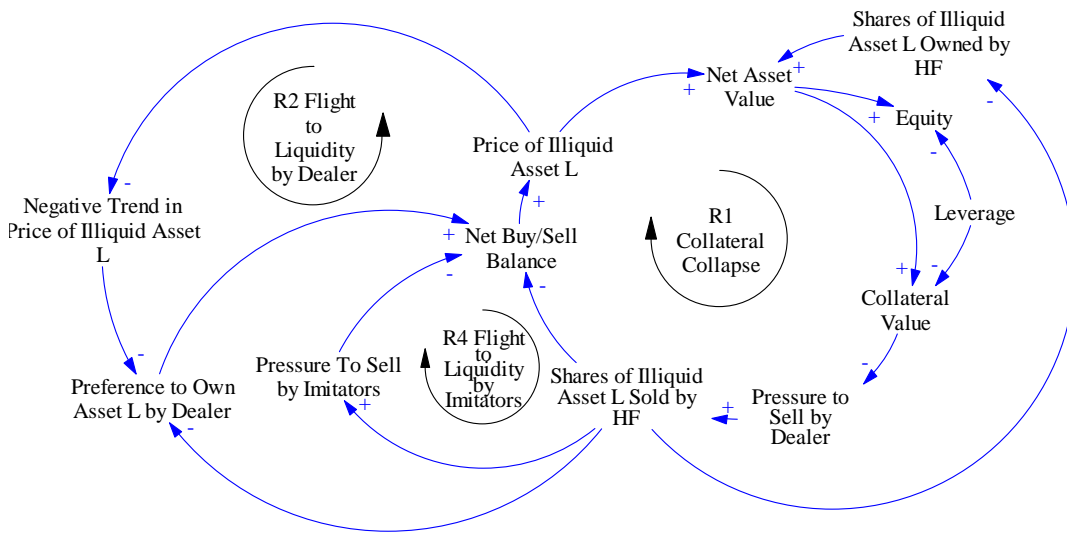 Shares of Illiquid
Asset L Owned by
HF
-
+
Net Asset
Value
+
+
Equity
-
R2 Flight
to
Liquidity
by Dealer
Price of Illiquid
Asset L
+
-
Negative Trend in
Price of Illiquid Asset
L
Leverage
R1
Collateral
Collapse
+
Net Buy/Sell
Balance
-
-
+
-
Collateral
Value
-
-
Preference to Own
Asset L by Dealer
-
Pressure To Sell
by Imitators
+
R4 Flight
to
Liquidity
by
Imitators
Shares of Illiquid
Asset L Sold by
HF
+
Pressure to
Sell by
Dealer